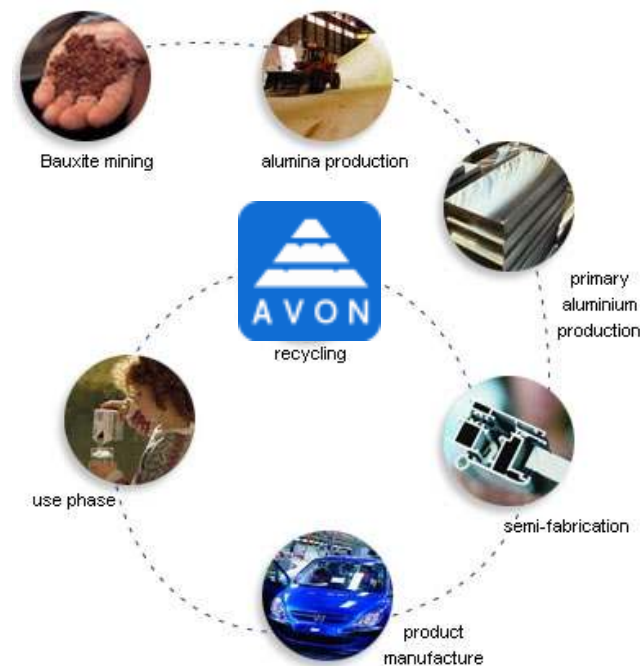 Bauxite mining
alumina production
primary
aluminium
production
AVON
recycling
use phase
semi-fabrication
product
manufacture